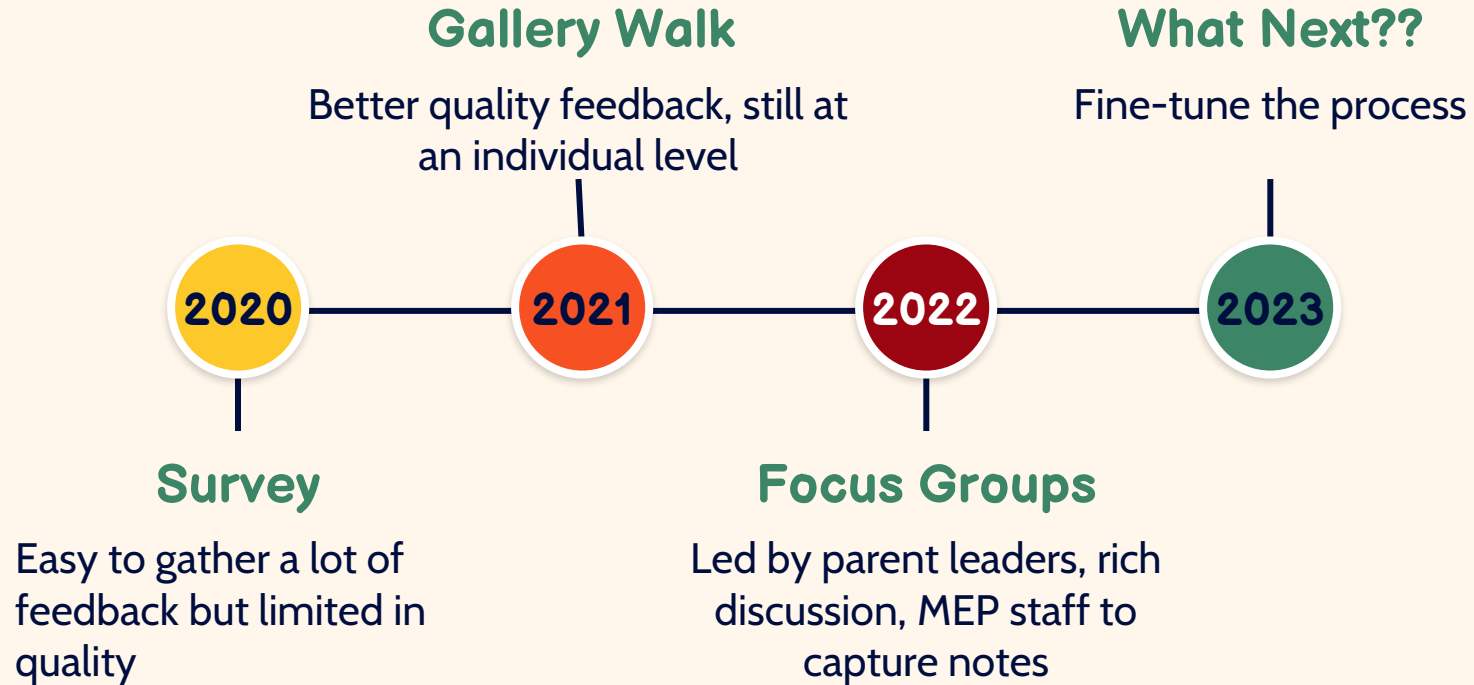 Gallery Walk
Better quality feedback, still at
an individual level
What Next??
Fine-tune the process
2020
2021
2022
2023
Survey
Easy to gather a lot of
feedback but limited in
quality
Focus Groups
Led by parent leaders, rich
discussion, MEP staff to
capture notes